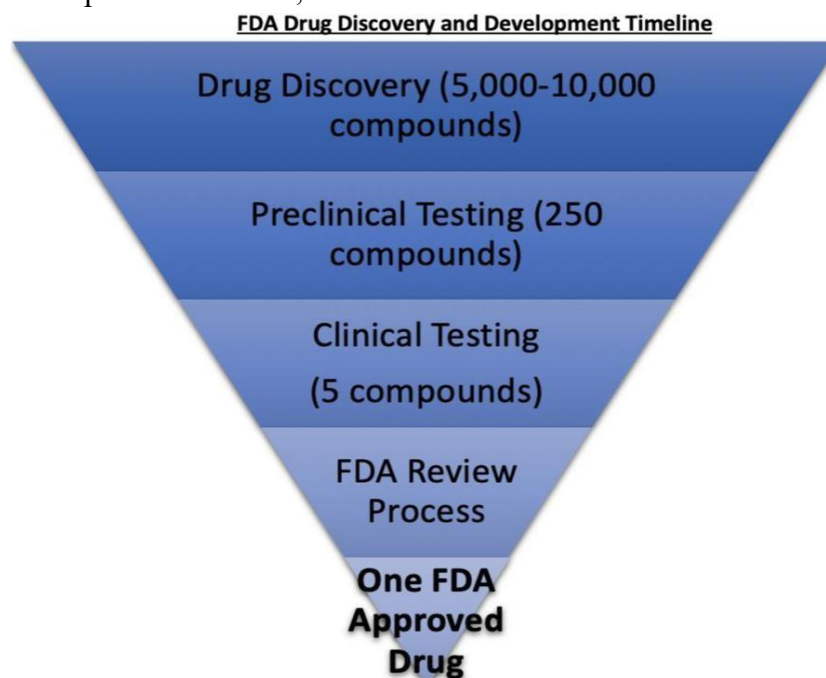 FDA Drug Discovery and Development Timeline
Drug Discovery (5,000-10,000
compounds)
Preclinical Testing (250
compounds)
Clinical Testing
(5 compounds)
FDA Review
Process
One FDA
Approved
Drug